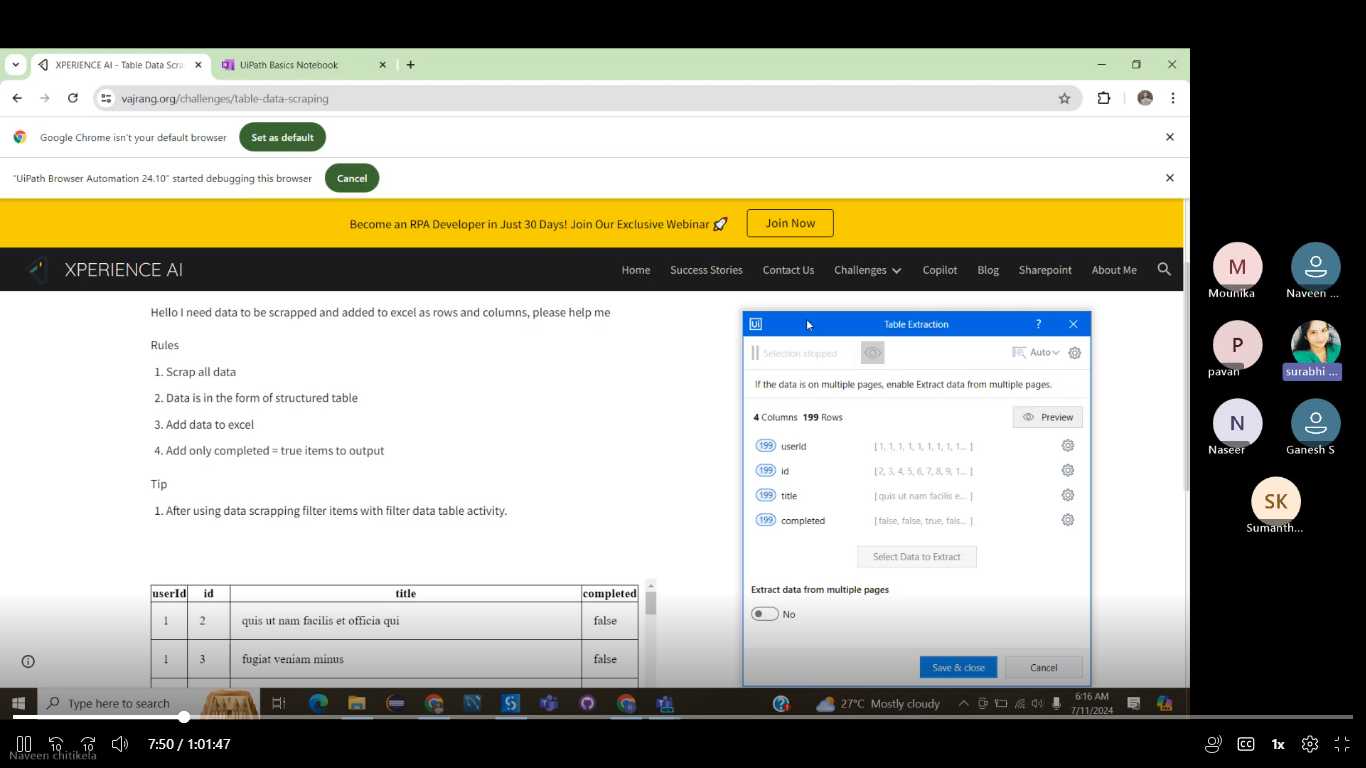 XPERIENCE AI - Table Data Scra
UiPath Basics Notebook
vajrang.org/challenges/table-data-scraping
Google Chrome isn't your default browser
Set as default
"UiPath Browser Automation 24.10" started debugging this browser
Cancel
Become an RPA Developer in Just 30 Days! Join Our Exclusive Webinar 🚀
Join Now
XPERIENCE AI
Home
Success Stories
Contact Us
Challenges
Copilot
Blog
Sharepoint
About Me
Hello I need data to be scrapped and added to excel as rows and columns, please help me
Rules
1. Scrap all data
2. Data is in the form of structured table
3. Add data to excel
4. Add only completed = true items to output
Tip
1. After using data scrapping filter items with filter data table activity.
userId id title completed
1 2 quis ut nam facilis et officia qui false
1 3 fugiat veniam minus false
Ui
Table Extraction
?
Selection stopped
Auto
If the data is on multiple pages, enable Extract data from multiple pages.
4 Columns 199 Rows
Preview
199 userId [ 1, 1, 1, 1, 1, 1, 1, 1, 1... ]
199 id [2, 3, 4, 5, 6, 7, 8, 9, 1... ]
199 title [quis ut nam facilis e... ]
199 completed [false, false, true, fals... ]
Select Data to Extract
Extract data from multiple pages
No
Save & close
Cancel
M
Mounika
Naveen ...
P
pavan
surabhi ...
N
Naseer
Ganesh S
SK
Sumanth...
Type here to search
27°C Mostly cloudy
6:16 AM
7/11/2024
10
10
7:50 / 1:01:47
CC
1x
Naveen chitikela